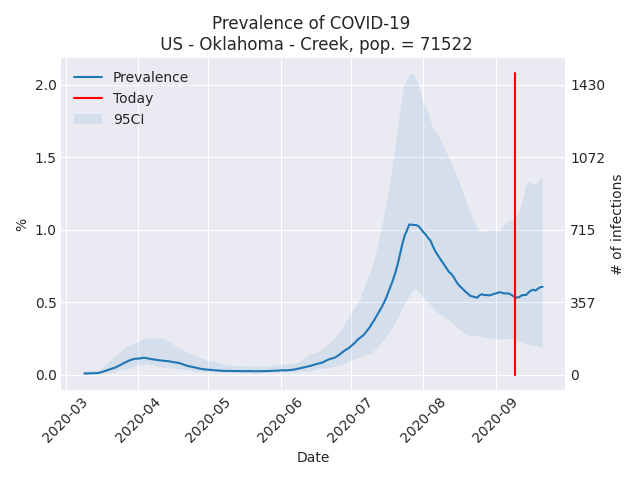 Prevalence of COVID-19
US - Oklahoma - Creek, pop. = 71522
Prevalence
Today
95CI
2.0
1.5
1.0
0.5
0.0
%
1430
1072
715
357
0
# of infections
2020-03
2020-04
2020-05
2020-06
2020-07
2020-08
2020-09
Date